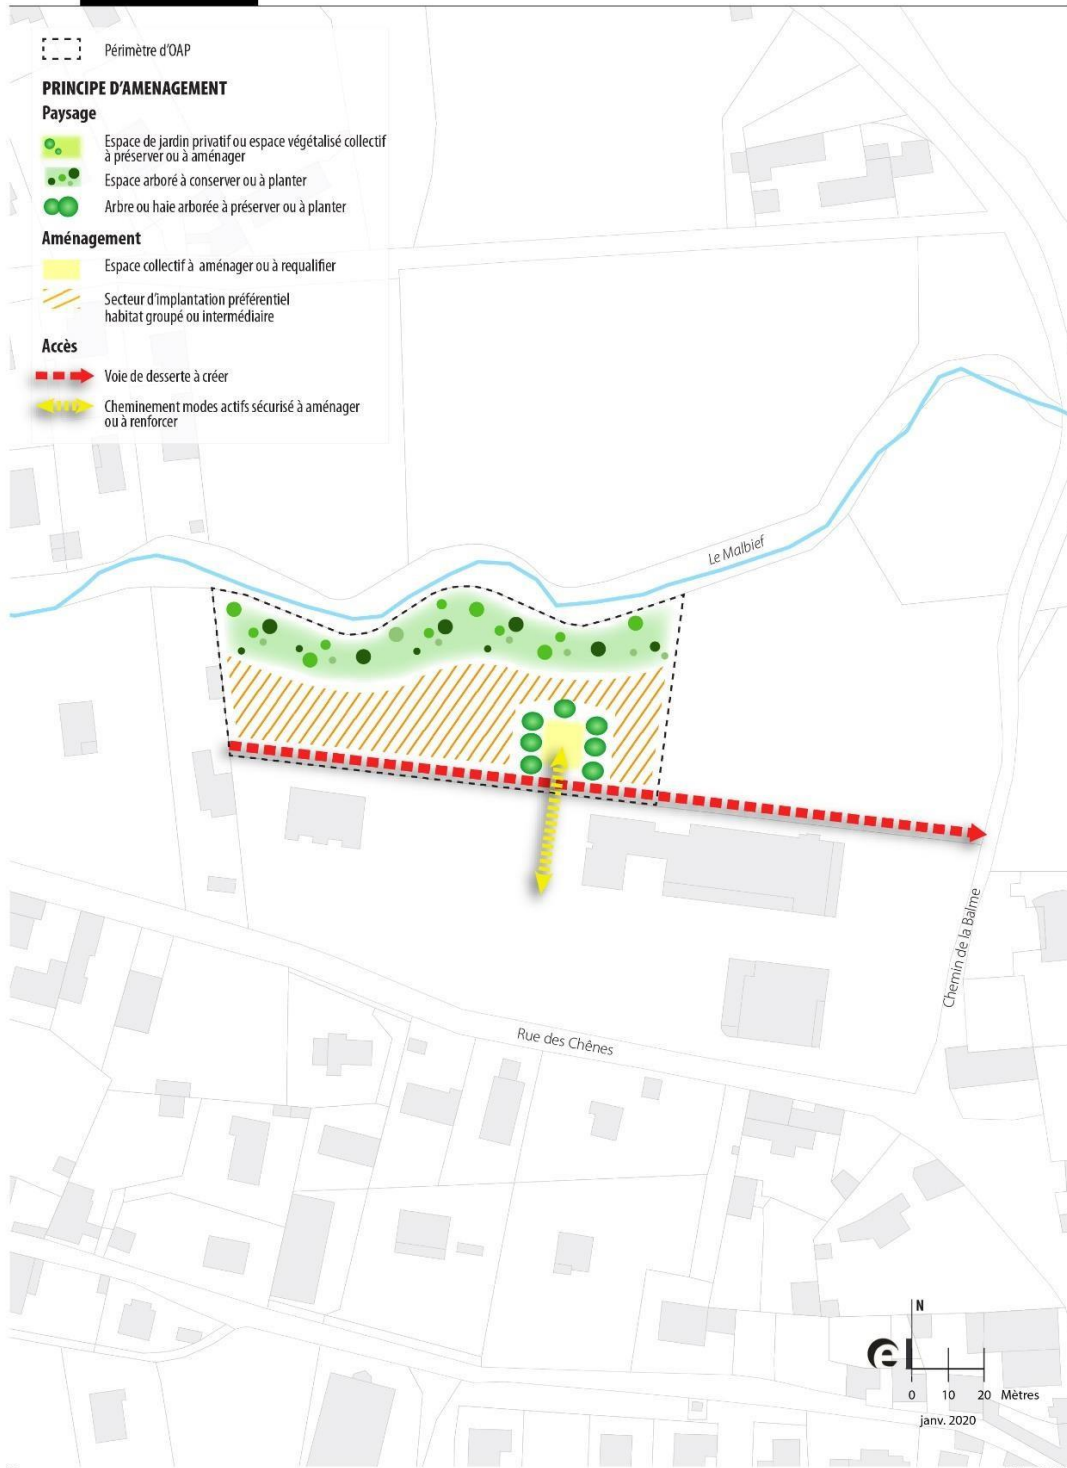 Périmètre d'OAP
PRINCIPE D'AMENAGEMENT
Paysage
Espace de jardin privatif ou espace végétalisé collectif
à préserver ou à aménager
Espace arboré à conserver ou à planter
Arbre ou haie arborée à préserver ou à planter
Aménagement
Espace collectif à aménager ou à requalifier
Secteur d'implantation préférentiel
habitat groupé ou intermédiaire
Accès
Voie de desserte à créer
Cheminement modes actifs sécurisé à aménager
ou à renforcer
Le Malbief
Chemin de la Balme
Rue des Chênes
N
e
0 10 20 Mètres
janv. 2020